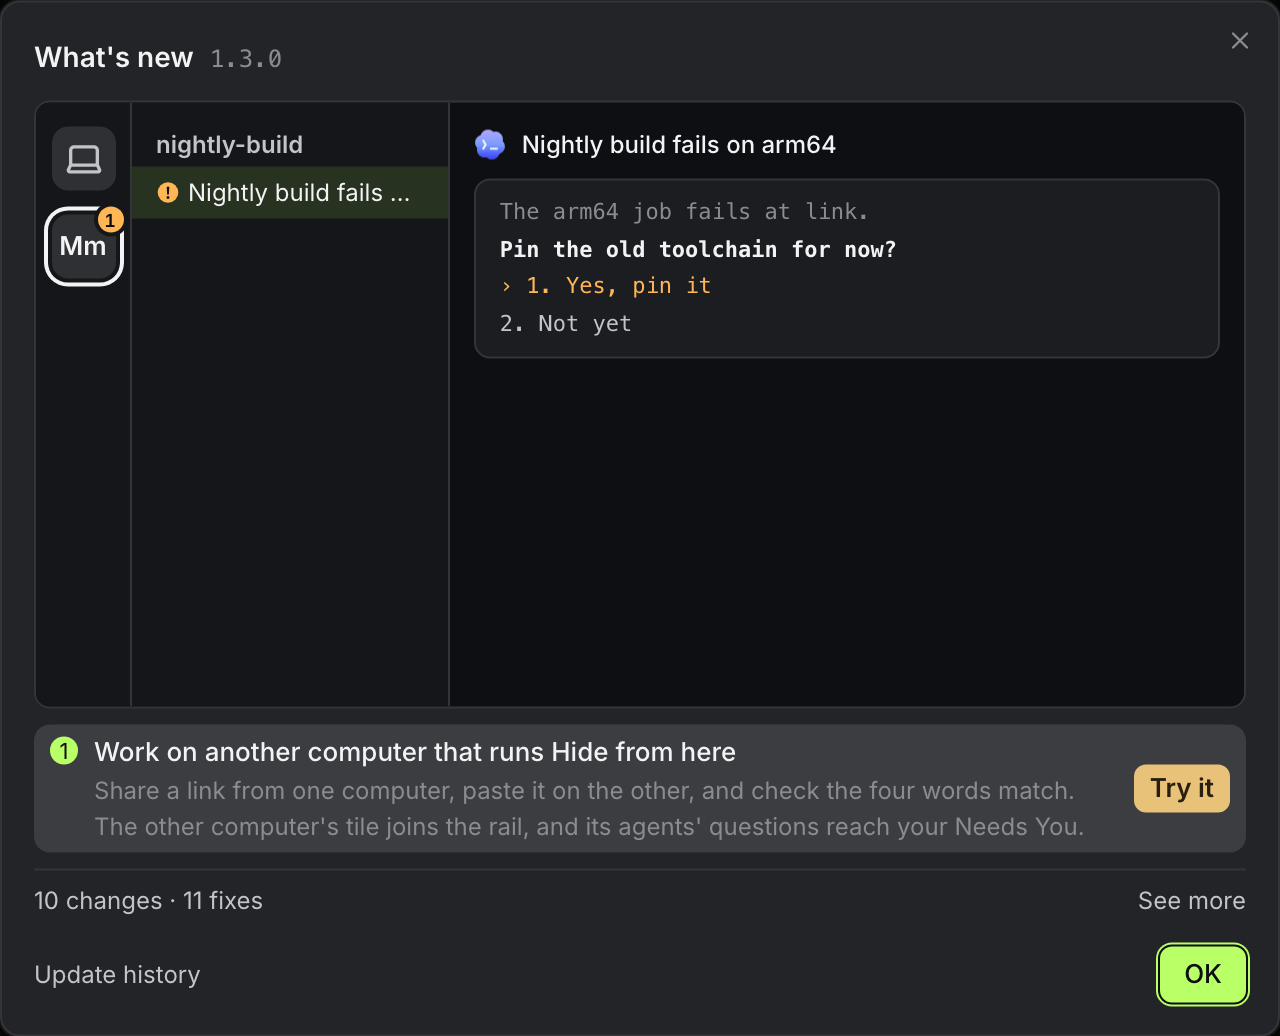 What's new 1.3.0
nightly-build
! Nightly build fails ...
1
Mm
Nightly build fails on arm64
The arm64 job fails at link.
Pin the old toolchain for now?
› 1. Yes, pin it
2. Not yet
1 Work on another computer that runs Hide from here
Share a link from one computer, paste it on the other, and check the four words match.
The other computer's tile joins the rail, and its agents' questions reach your Needs You.
Try it
10 changes · 11 fixes
See more
Update history
OK